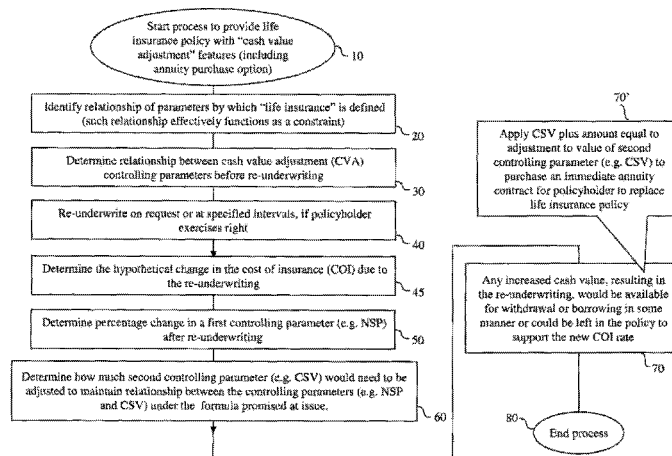 Start process to provide life
insurance policy with "cash value
adjustment" features (including
annuity purchase option)
10
Identify relationship of parameters by which "life insurance" is defined
(such relationship effectively functions as a constraint)
20
Determine relationship between cash value adjustment (CVA)
controlling parameters before re-underwriting
30
Re-underwrite on request or at specified intervals, if policyholder
exercises right
40
Determine the hypothetical change in the cost of insurance (COI) due to
the re-underwriting
45
Determine percentage change in a first controlling parameter (e.g. NSP)
after re-underwriting
50
Determine how much second controlling parameter (e.g. CSV) would need to be
adjusted to maintain relationship between the controlling parameters (e.g. NSP
and CSV) under the formula promised at issue.
60
70'
Apply CSV plus amount equal to
adjustment to value of second
controlling parameter (e.g. CSV) to
purchase an immediate annuity
contract for policyholder to replace
life insurance policy
Any increased cash value, resulting
in the re-underwriting, would be available
for withdrawal or borrowing in some
manner or could be left in the policy to
support the new COI rate
70
80
End process